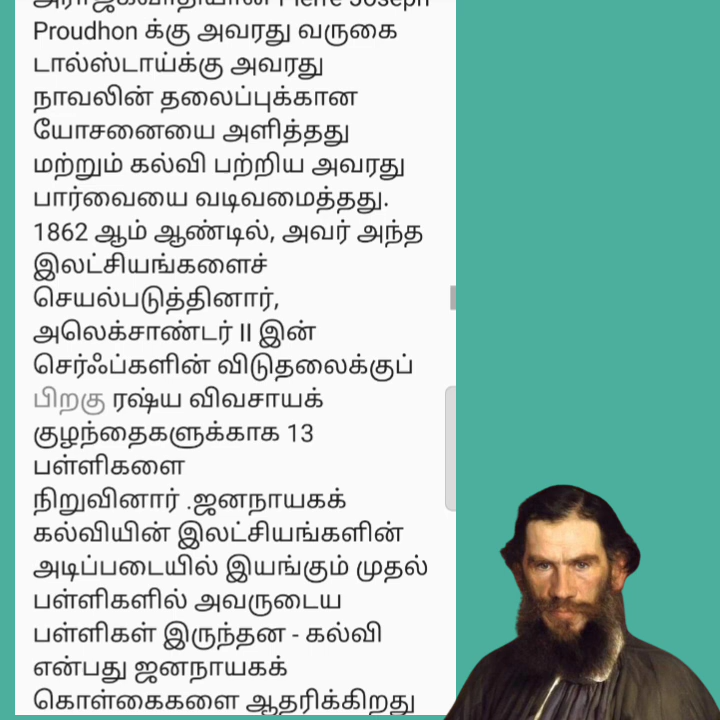 Pierre Joseph
Proudhon க்கு அவரது வருகை
டால்ஸ்டாய்க்கு அவரது
நாவலின் தலைப்புக்கான
யோசனையை அளித்தது
மற்றும் கல்வி பற்றிய அவரது
பார்வையை வடிவமைத்தது.
1862 ஆம் ஆண்டில், அவர் அந்த
இலட்சியங்களைச்
செயல்படுத்தினார்,
அலெக்சாண்டர் II இன்
செர்ஃப்களின் விடுதலைக்குப்
பிறகு ரஷ்ய விவசாயக்
குழந்தைகளுக்காக 13
பள்ளிகளை
நிறுவினார் .ஜனநாயகக்
கல்வியின் இலட்சியங்களின்
அடிப்படையில் இயங்கும் முதல்
பள்ளிகளில் அவருடைய
பள்ளிகள் இருந்தன - கல்வி
என்பது ஜனநாயகக்
கொள்கைகளை ஆதரிக்கிறது